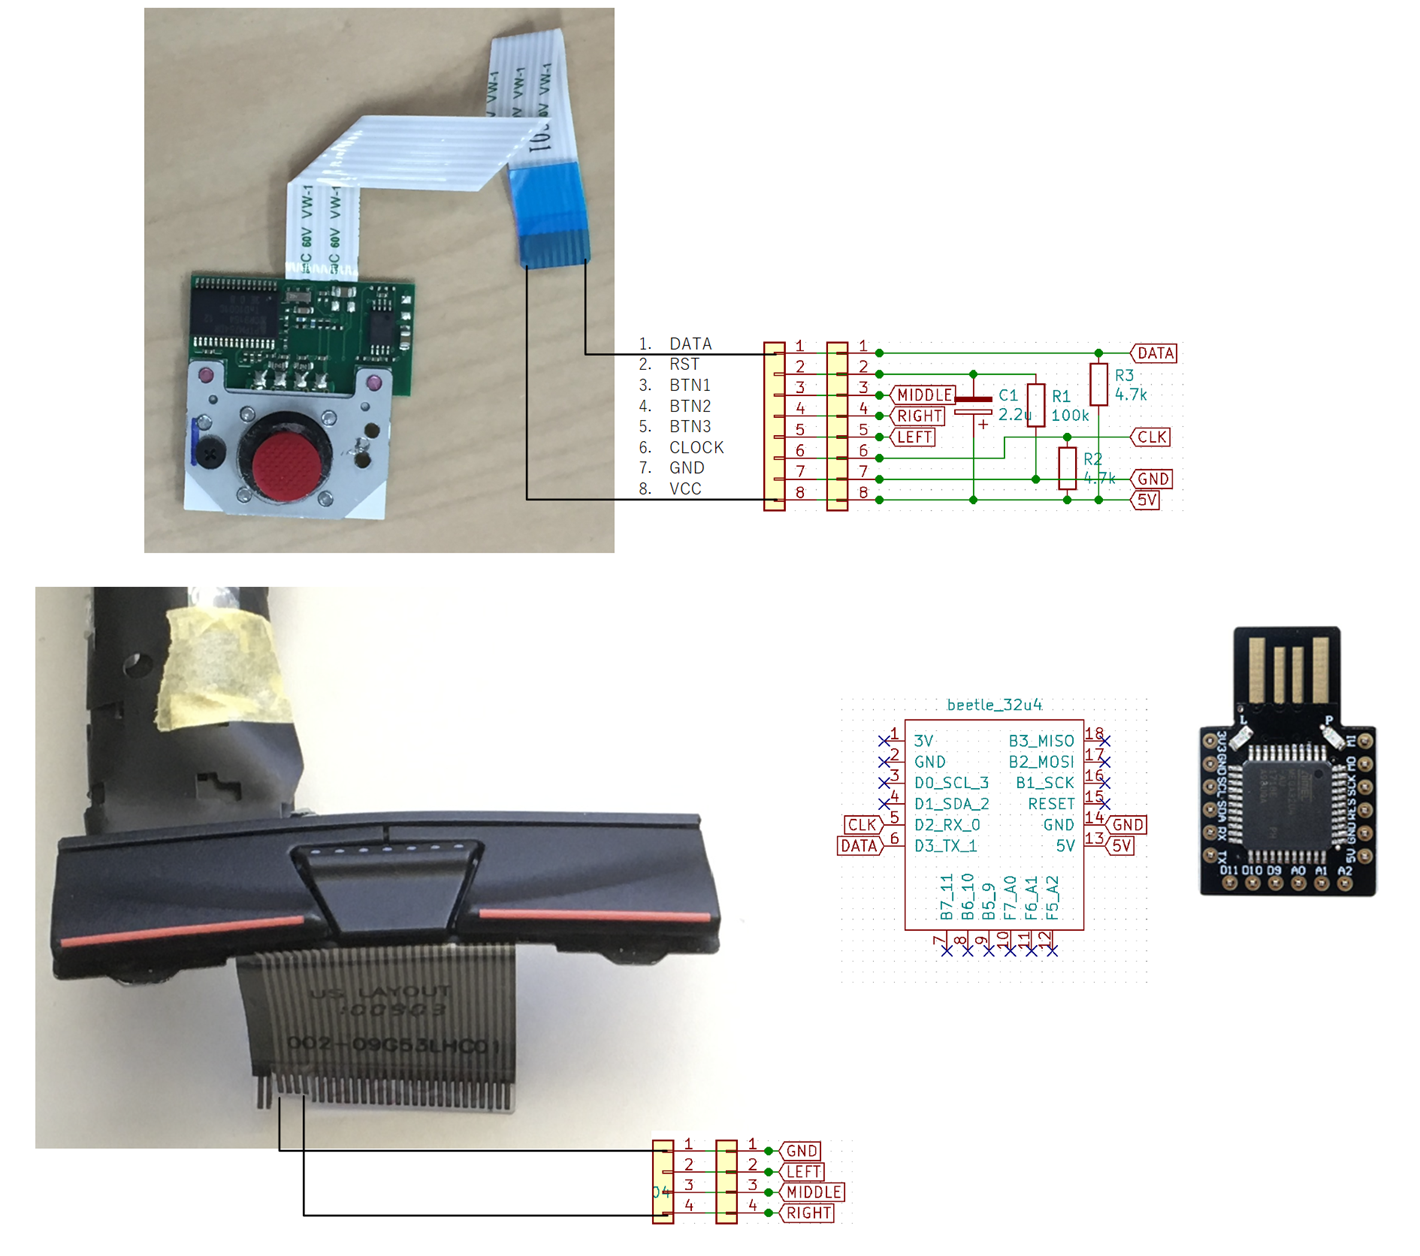 VW-1
VW-1
0V VW-1
C 60V VW-1
C 60V VW-1
1. DATA
2. RST
3. BTN1
4. BTN2
5. BTN3
6. CLOCK
7. GND
8. VCC
1
2
3
4
5
6
7
8
1
2
3
4
5
6
7
8
MIDDLE
RIGHT
LEFT
C1
2.2u
+
R1
100k
R3
4.7k
R2
4.7k
DATA
CLK
GND
5V
US LAYOUT
100903
002-09G53LHC01
04
1
2
3
4
1
2
3
4
GND
LEFT
MIDDLE
RIGHT
beetle_32u4
1 3V
2 GND
3 D0_SCL_3
4 D1_SDA_2
CLK 5 D2_RX_0
DATA 6 D3_TX_1
B3_MISO 18
B2_MOSI 17
B1_SCK 16
RESET 15
GND 14 GND
5V 13 5V
B7_11
B6_10
B5_9
F7_A0
F6_A1
F5_A2
7
8
9
10
11
12
L
P
3V3
GND
SCL
SDA
RX
TX
MI
MO
SCK
RES
GND
5V
D11 D10 D9 A0 A1 A2